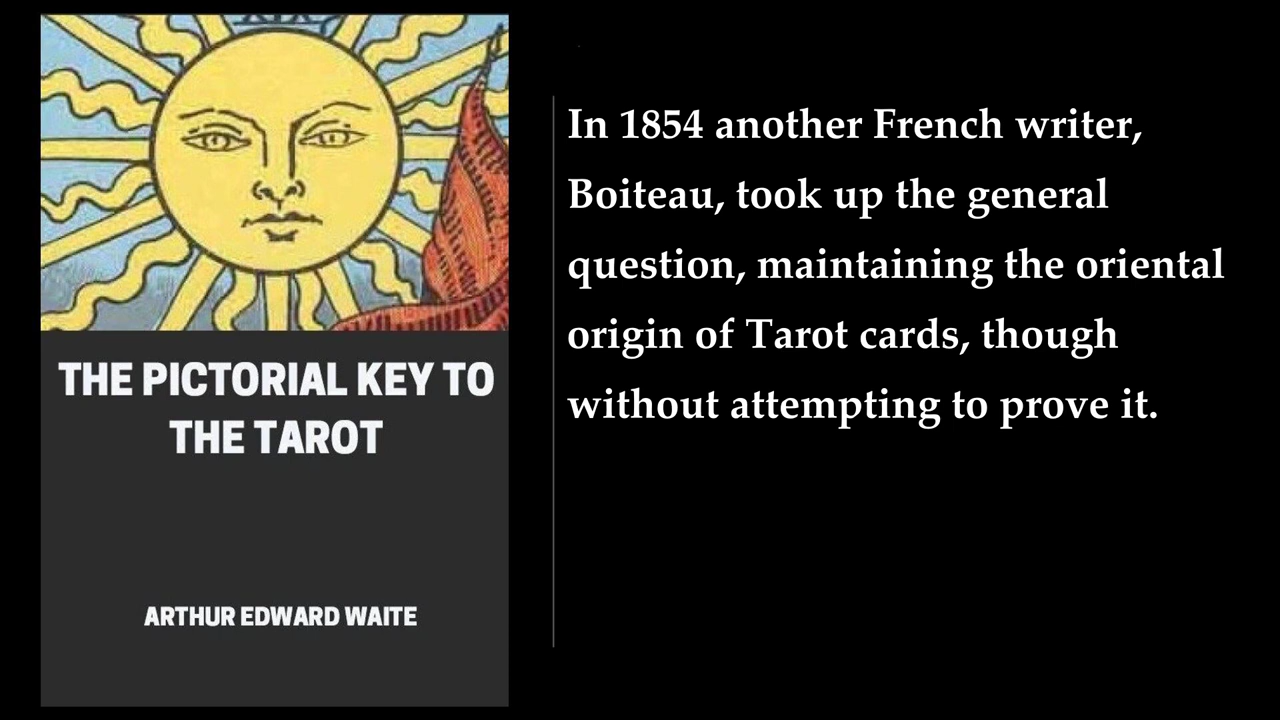 XIX
THE PICTORIAL KEY TO
THE TAROT
ARTHUR EDWARD WAITE
In 1854 another French writer,
Boiteau, took up the general
question, maintaining the oriental
origin of Tarot cards, though
without attempting to prove it.